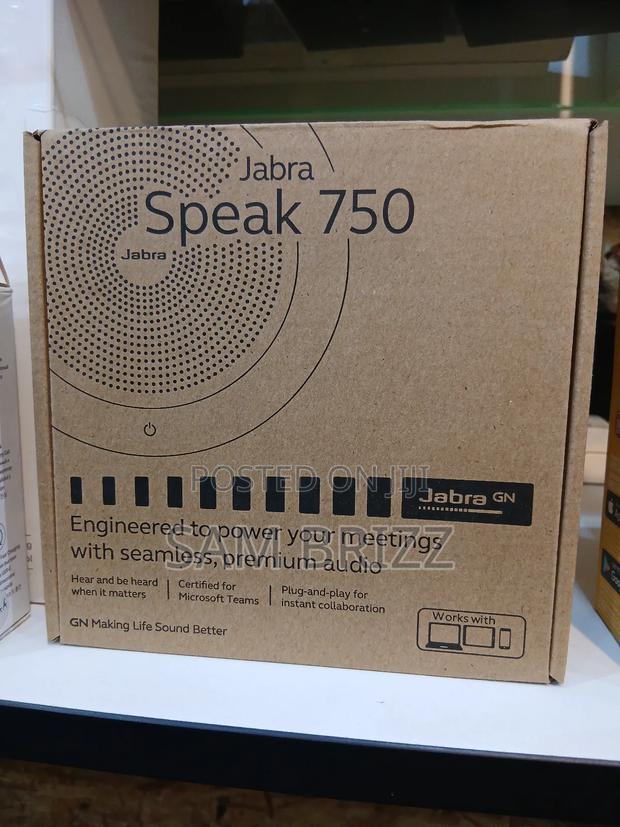 Jabra
Speak 750
Jabra
POSTED ON JIJI
Jabra GN
Engineered to power your meetings
SAM BRIZZ
with seamless, premium audio
Hear and be heard
when it matters
Certified for
Microsoft Teams
Plug-and-play for
instant collaboration
Works with
GN Making Life Sound Better